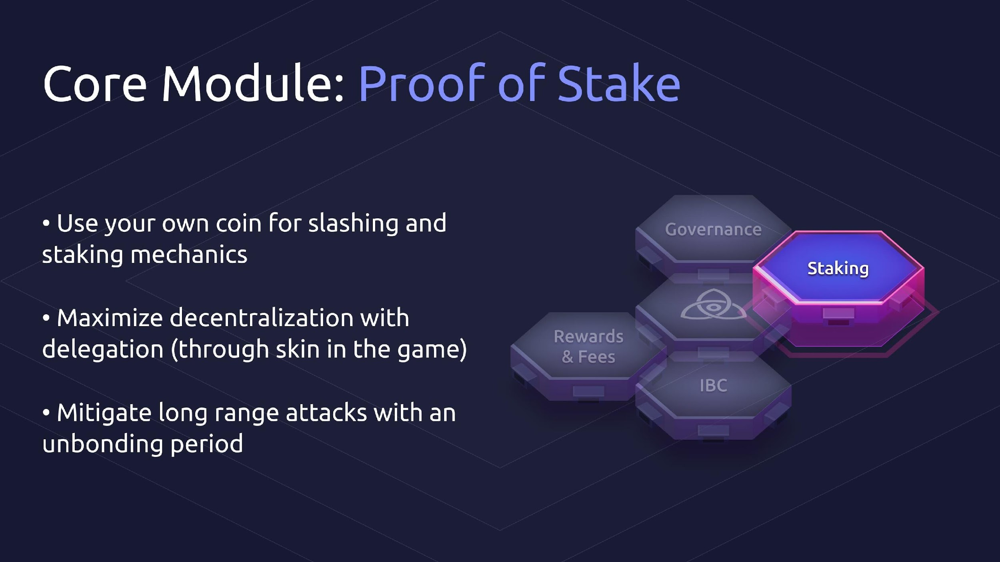 Core Module: Proof of Stake
• Use your own coin for slashing and
staking mechanics
• Maximize decentralization with
delegation (through skin in the game)
• Mitigate long range attacks with an
unbonding period
Governance
Staking
Rewards
& Fees
IBC